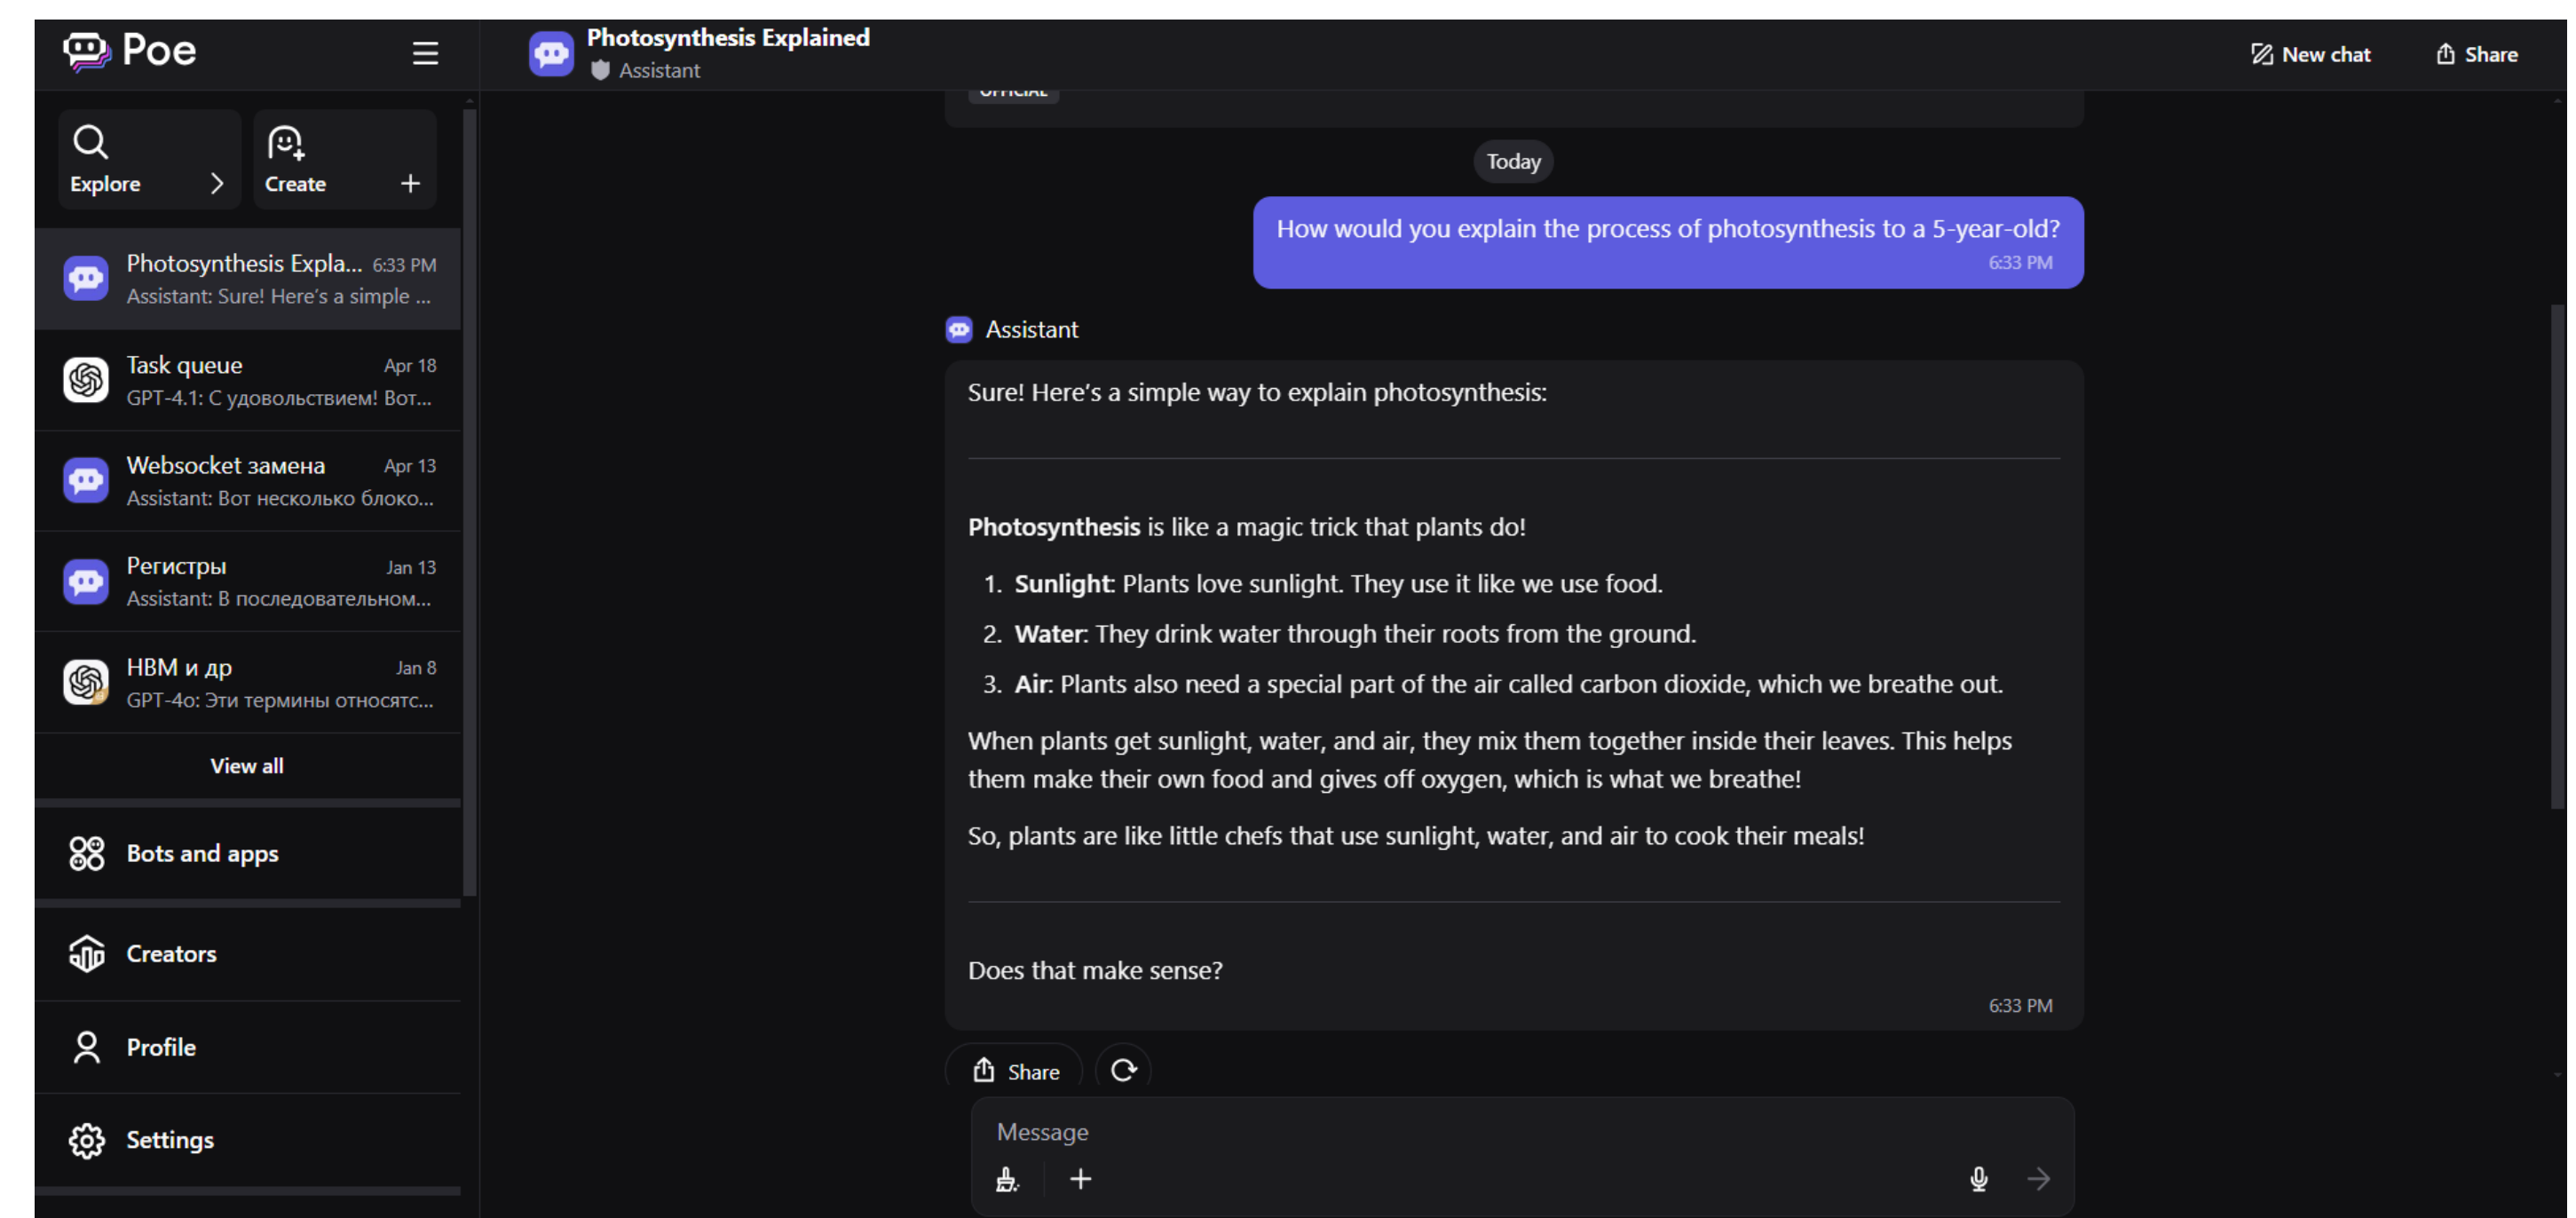 Poe
Explore
Create
Photosynthesis Expla... 6:33 PM
Assistant: Sure! Here's a simple ...
Task queue Apr 18
GPT-4.1: С удовольствием! Вот...
Websocket замена Apr 13
Assistant: Вот несколько блоко...
Регистры Jan 13
Assistant: В последовательном...
HBM и др Jan 8
GPT-4o: Эти термины относятс...
View all
Bots and apps
Creators
Profile
Settings
Photosynthesis Explained
Assistant
New chat
Share
OFFICIAL
Today
How would you explain the process of photosynthesis to a 5-year-old?
6:33 PM
Assistant
Sure! Here's a simple way to explain photosynthesis:
Photosynthesis is like a magic trick that plants do!
1. Sunlight: Plants love sunlight. They use it like we use food.
2. Water: They drink water through their roots from the ground.
3. Air: Plants also need a special part of the air called carbon dioxide, which we breathe out.
When plants get sunlight, water, and air, they mix them together inside their leaves. This helps
them make their own food and gives off oxygen, which is what we breathe!
So, plants are like little chefs that use sunlight, water, and air to cook their meals!
Does that make sense?
6:33 PM
Share
Message